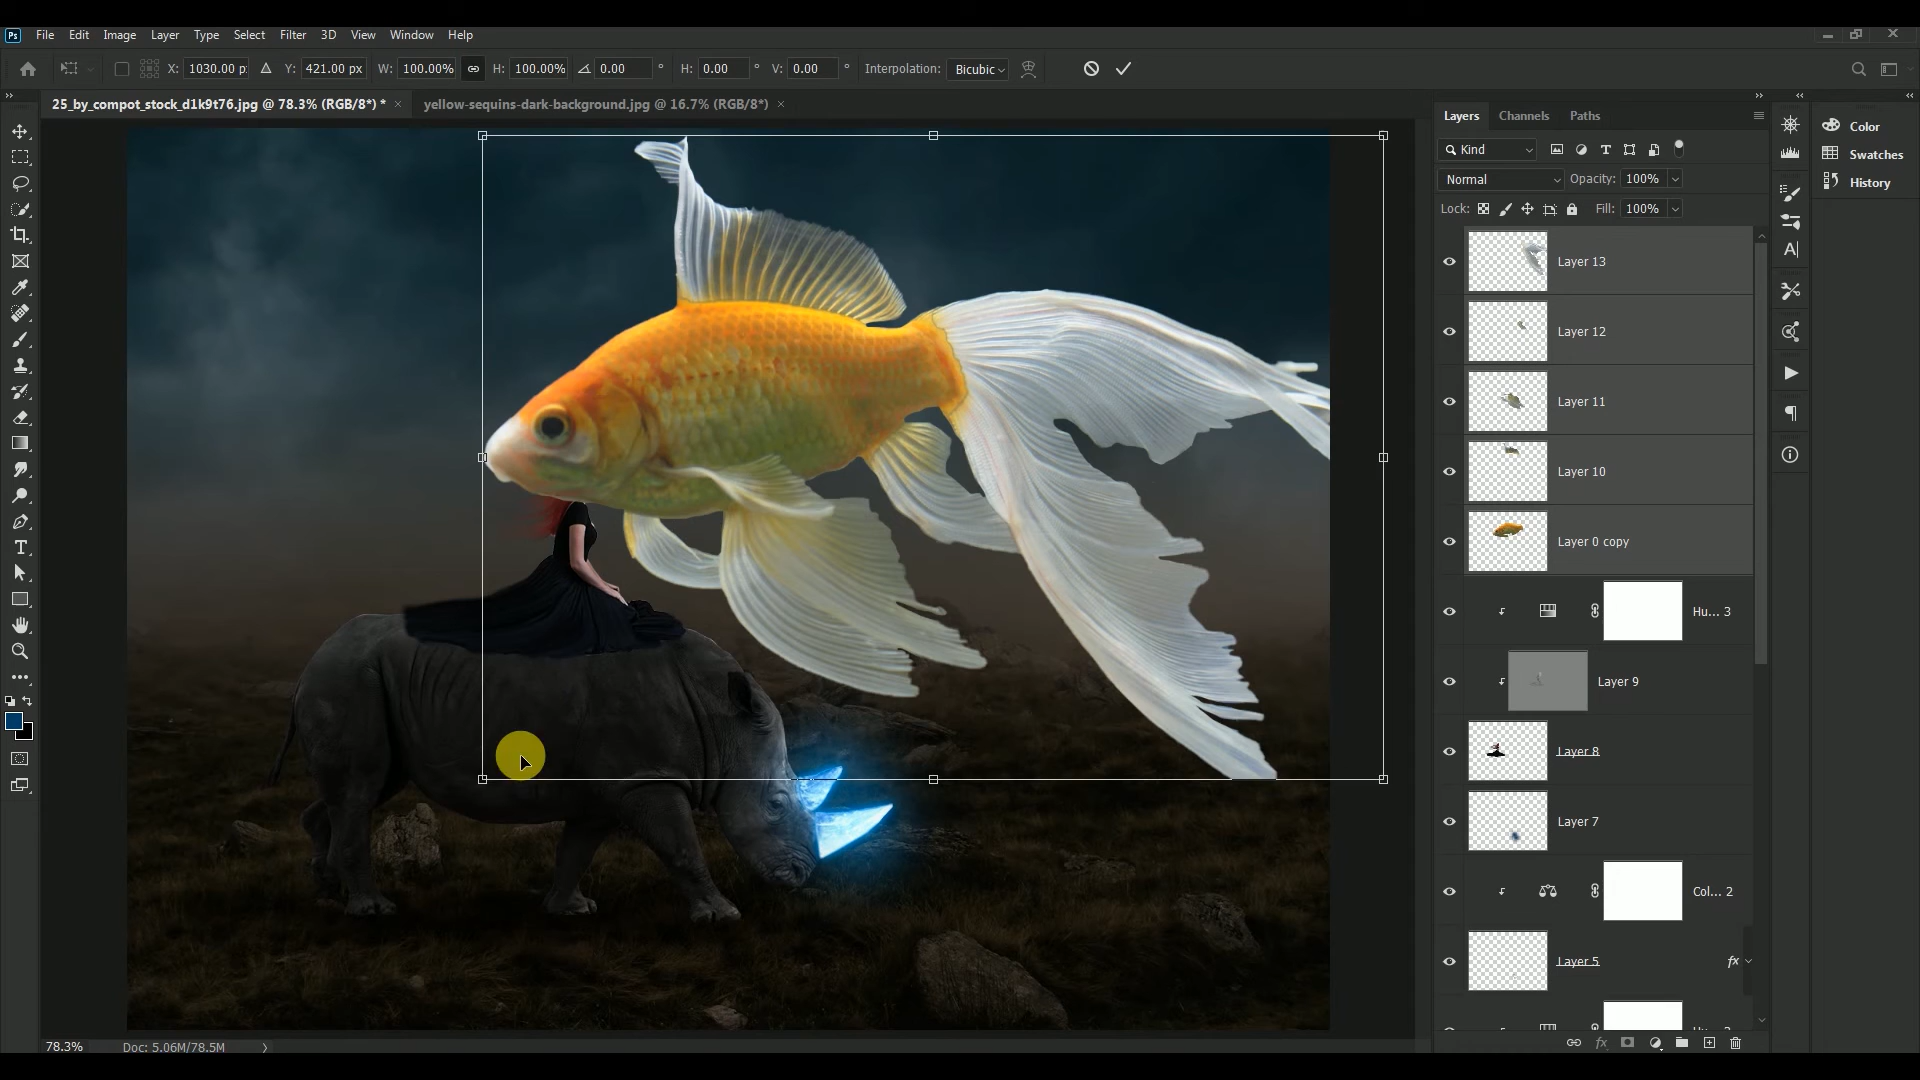 Ps File Edit Image Layer Type Select Filter 3D View Window Help
X: 1030.00 p Y: 421.00 px W: 100.00% H: 100.00% 0.00 ° H: 0.00 V: 0.00 ° Interpolation: Bicubic
25_by_compot_stock_d1k9t76.jpg @ 78.3% (RGB/8*) * × yellow-sequins-dark-background.jpg @ 16.7% (RGB/8*) ×
Layers Channels Paths
Color
Kind
Swatches
Normal Opacity: 100%
History
Lock: Fill: 100%
Layer 13
Layer 12
Layer 11
Layer 10
Layer 0 copy
Hu... 3
Layer 9
Layer 8
Layer 7
Col... 2
Layer 5 fx
78.3% Doc: 5.06M/78.5M
fx